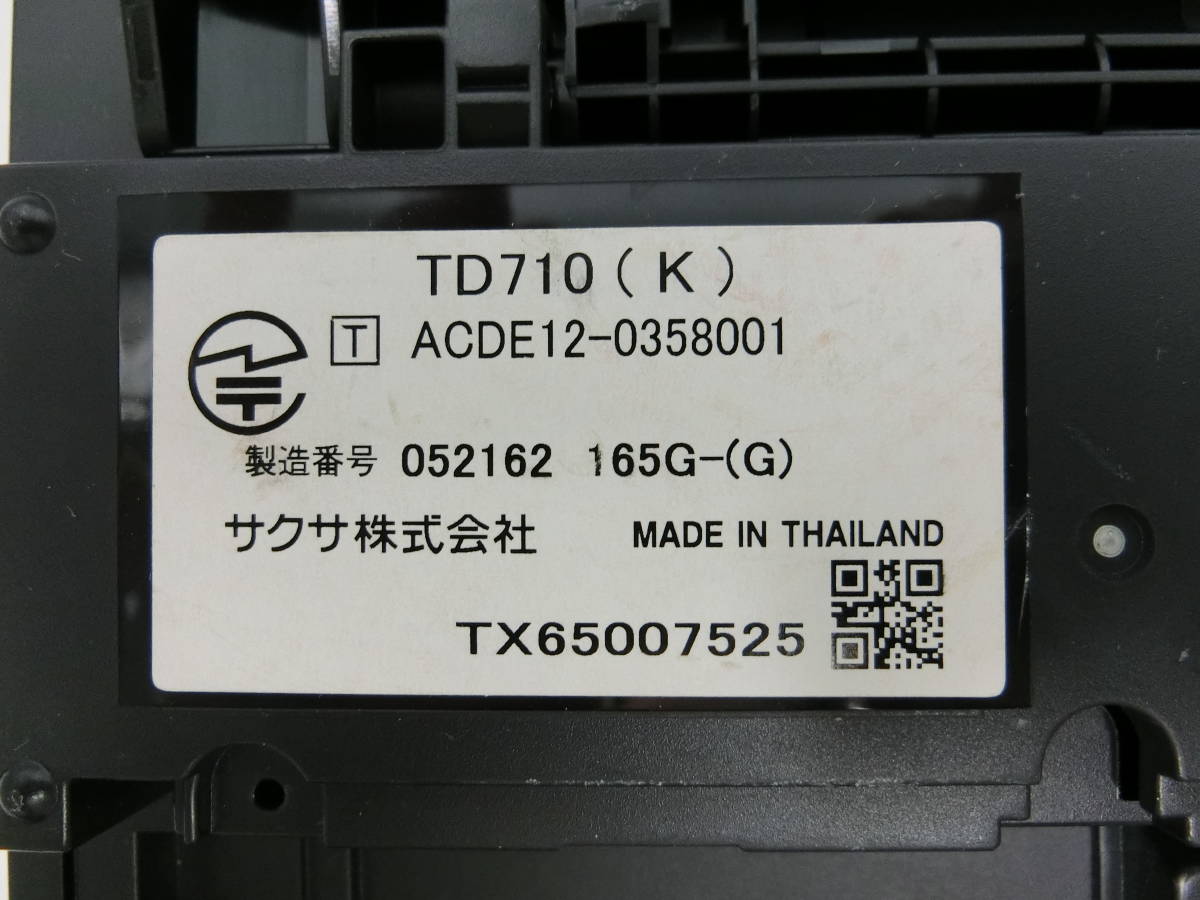 TD710 ( K )
T ACDE12-0358001
製造番号 052162 165G-(G)
サクサ株式会社 MADE IN THAILAND
TX65007525